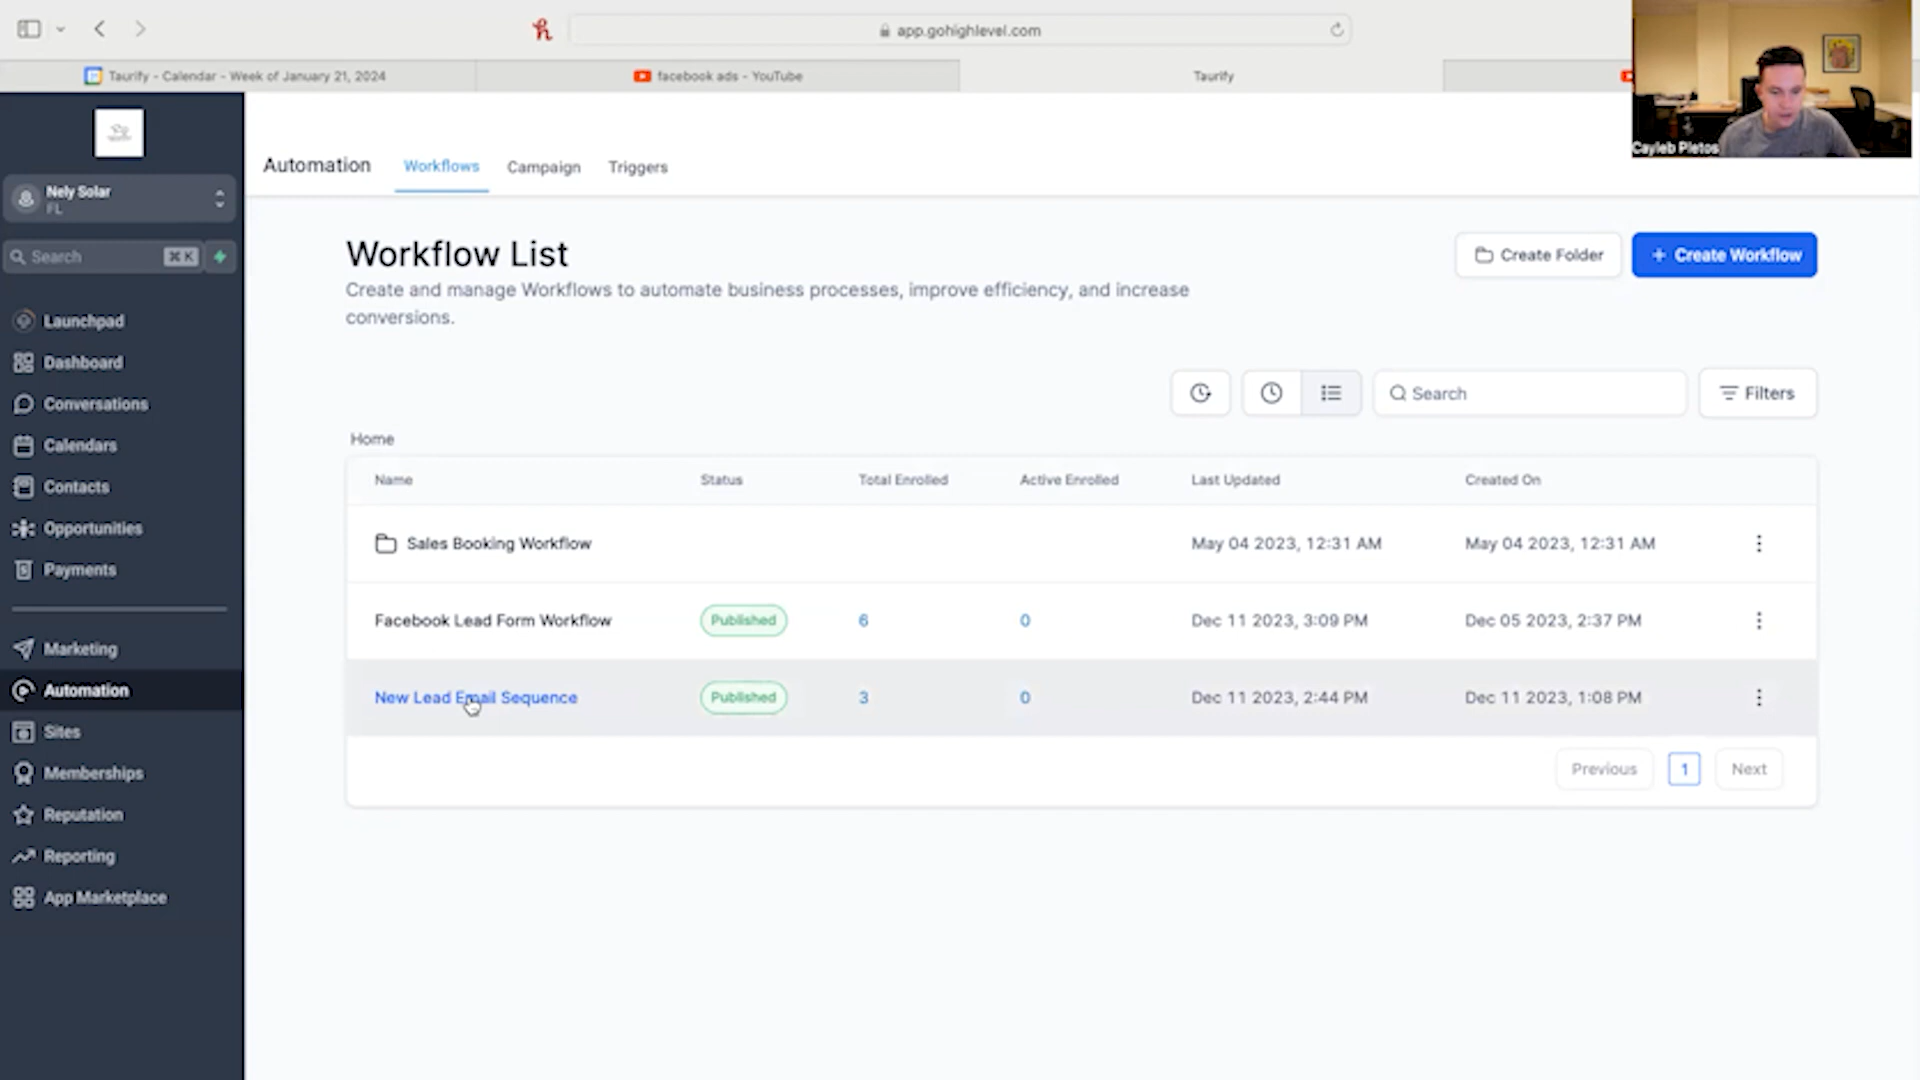 app.gohighlevel.com
Taurify - Calendar - Week of January 21, 2024
facebook ads - YouTube
Taurify
Cayleb Pietos
Nely Solar
FL
Search
⌘ K
Launchpad
Dashboard
Conversations
Calendars
Contacts
Opportunities
Payments
Marketing
Automation
Sites
Memberships
Reputation
Reporting
App Marketplace
Automation
Workflows
Campaign
Triggers
Workflow List
Create and manage Workflows to automate business processes, improve efficiency, and increase
conversions.
Create Folder
+ Create Workflow
Search
Filters
Home
Name Status Total Enrolled Active Enrolled Last Updated Created On
Sales Booking Workflow May 04 2023, 12:31 AM May 04 2023, 12:31 AM
Facebook Lead Form Workflow Published 6 0 Dec 11 2023, 3:09 PM Dec 05 2023, 2:37 PM
New Lead Email Sequence Published 3 0 Dec 11 2023, 2:44 PM Dec 11 2023, 1:08 PM
Previous 1 Next